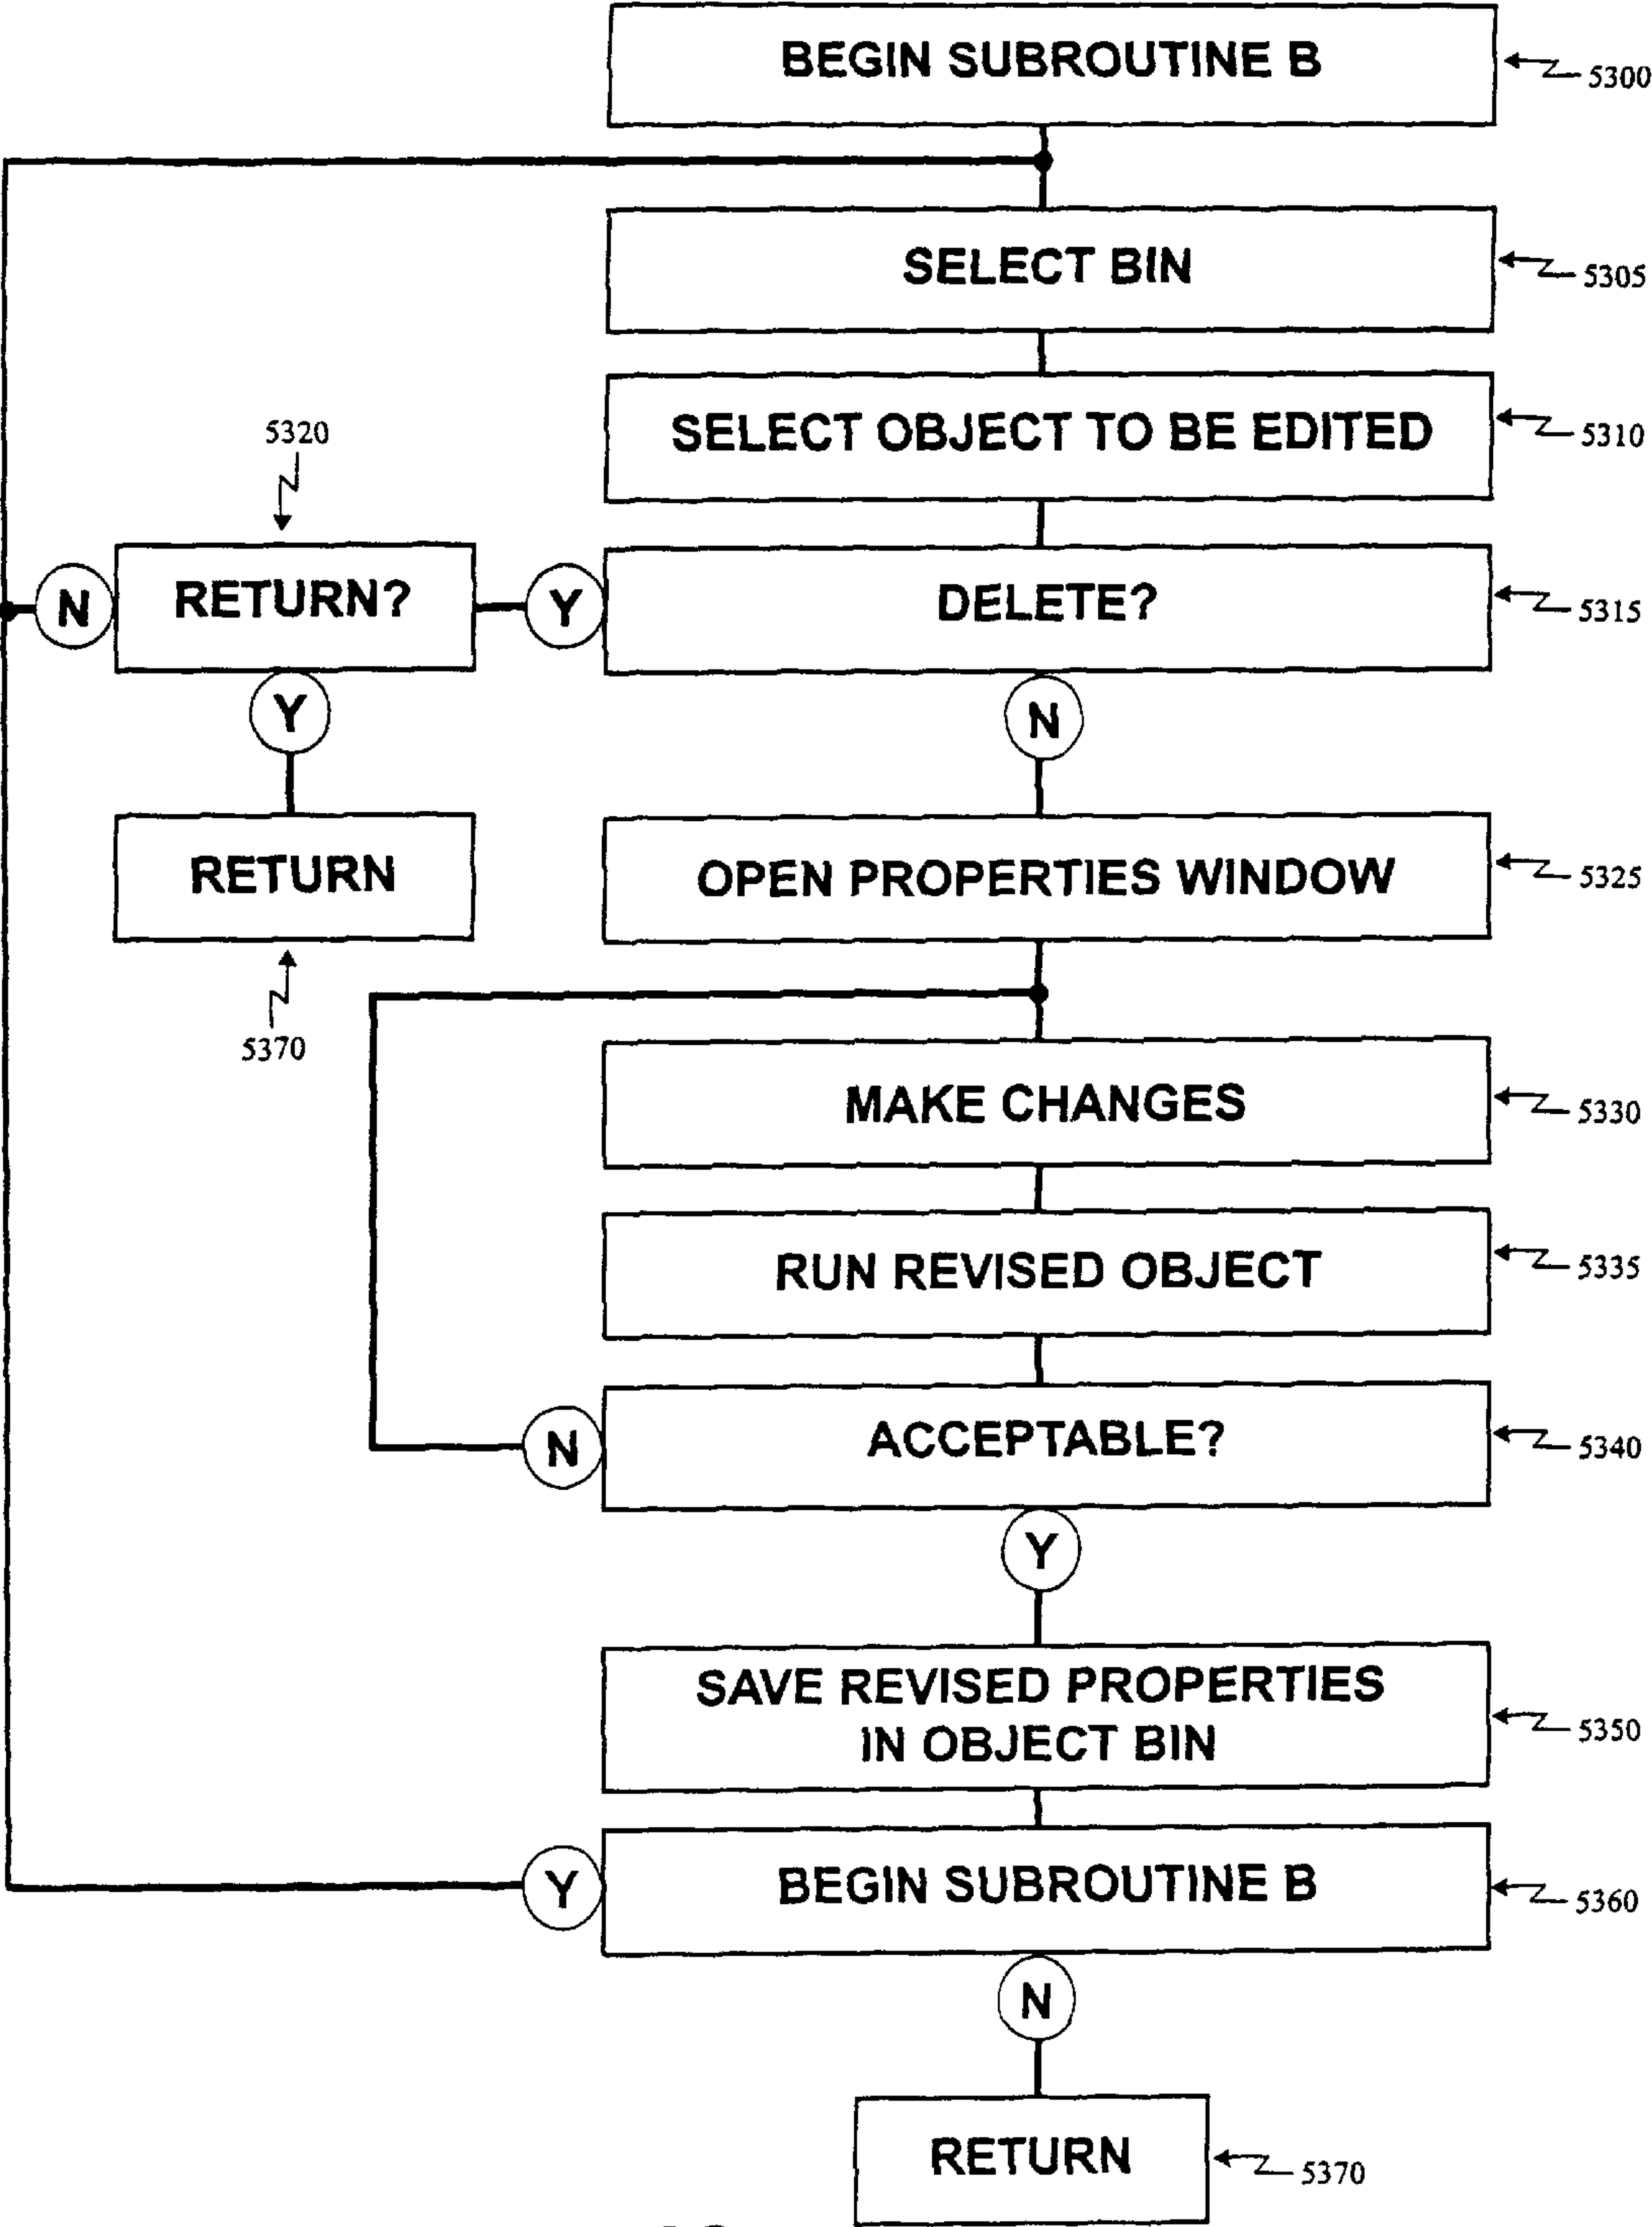 BEGIN SUBROUTINE B
5300
SELECT BIN
5305
SELECT OBJECT TO BE EDITED
5310
5320
N
RETURN?
Y
DELETE?
5315
Y
N
RETURN
OPEN PROPERTIES WINDOW
5325
5370
MAKE CHANGES
5330
RUN REVISED OBJECT
5335
N
ACCEPTABLE?
5340
Y
SAVE REVISED PROPERTIES
IN OBJECT BIN
5350
Y
BEGIN SUBROUTINE B
5360
N
RETURN
5370